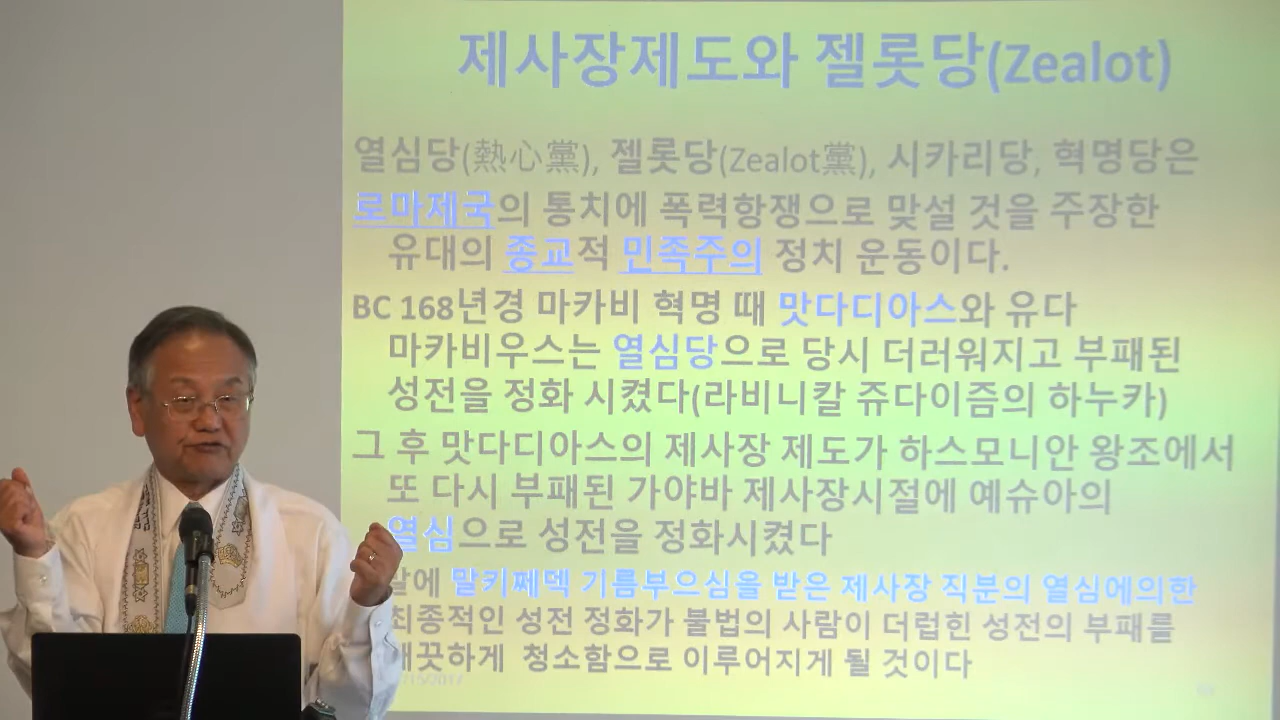 제사장제도와 젤롯당(Zealot)
열심당(熱心黨), 젤롯당(Zealot黨), 시카리당, 혁명당은
로마제국의 통치에 폭력항쟁으로 맞설 것을 주장한
유대의 종교적 민족주의 정치 운동이다.
BC 168년경 마카비 혁명 때 맛다디아스와 유다
마카비우스는 열심당으로 당시 더러워지고 부패된
성전을 정화 시켰다(라비니칼 쥬다이즘의 하누카)
그 후 맛다디아스의 제사장 제도가 하스모니안 왕조에서
또 다시 부패된 가야바 제사장시절에 예슈아의
열심으로 성전을 정화시켰다
말키쩨덱 기름부으심을 받은 제사장 직분의 열심에의한
최종적인 성전 정화가 불법의 사람이 더럽힌 성전의 부패를
깨끗하게 청소함으로 이루어지게 될 것이다